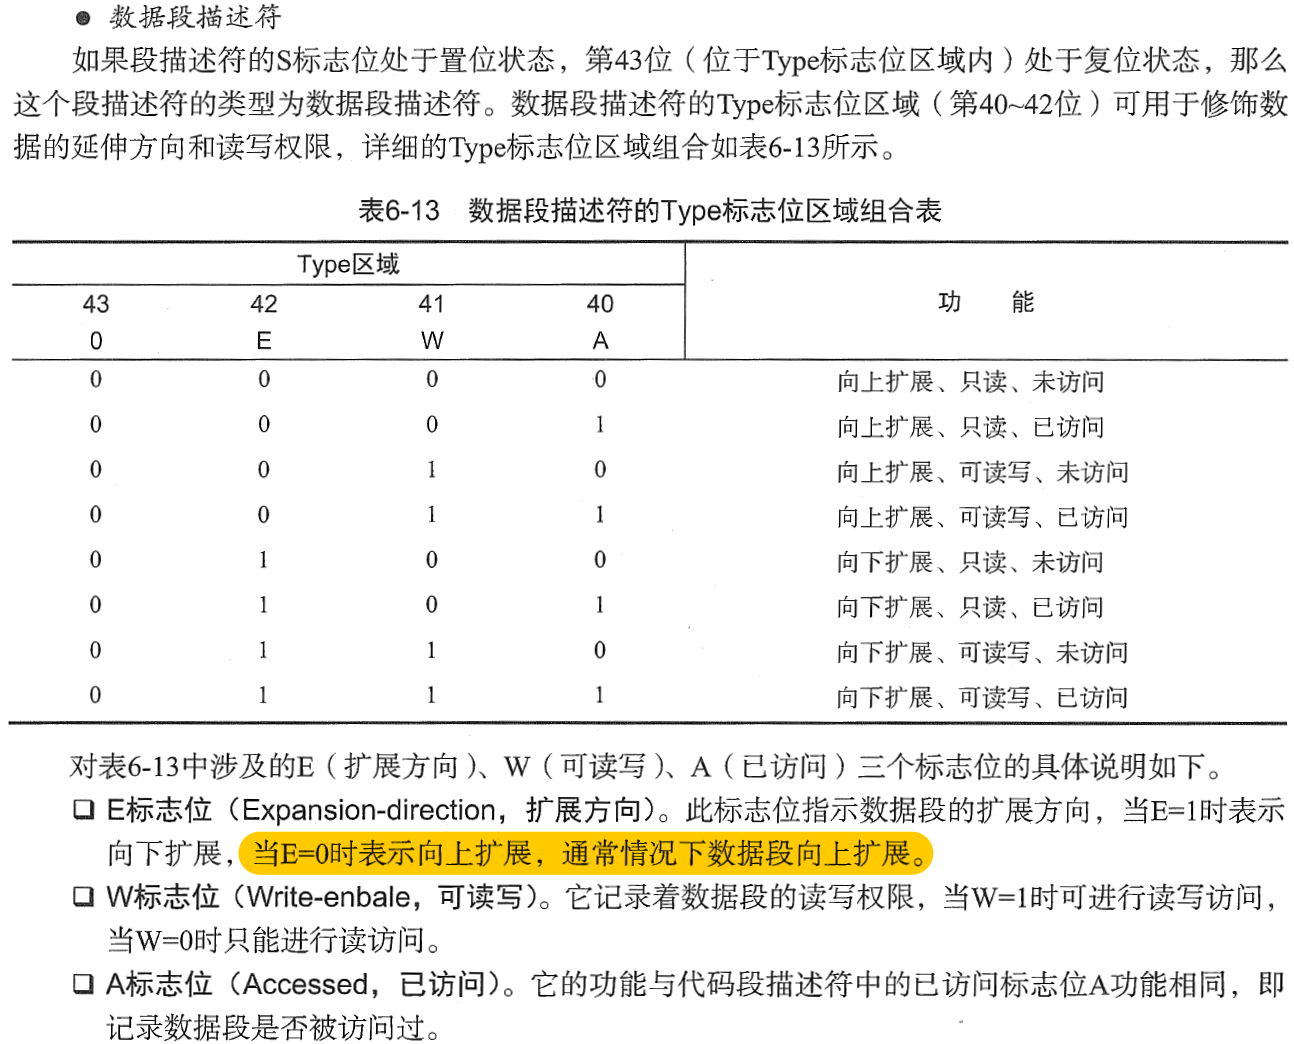 ● 数据段描述符
如果段描述符的S标志位处于置位状态，第43位（位于Type标志位区域内）处于复位状态，那么
这个段描述符的类型为数据段描述符。数据段描述符的Type标志位区域（第40~42位）可用于修饰数
据的延伸方向和读写权限，详细的Type标志位区域组合如表6-13所示。
表6-13 数据段描述符的Type标志位区域组合表
Type区域
功 能
43 42 41 40
0 E W A
0 0 0 0 向上扩展、只读、未访问
0 0 0 1 向上扩展、只读、已访问
0 0 1 0 向上扩展、可读写、未访问
0 0 1 1 向上扩展、可读写、已访问
0 1 0 0 向下扩展、只读、未访问
0 1 0 1 向下扩展、只读、已访问
0 1 1 0 向下扩展、可读写、未访问
0 1 1 1 向下扩展、可读写、已访问
对表6-13中涉及的E（扩展方向）、W（可读写）、A（已访问）三个标志位的具体说明如下。
❑ E标志位（Expansion-direction，扩展方向）。此标志位指示数据段的扩展方向，当E=1时表示
向下扩展，当E=0时表示向上扩展，通常情况下数据段向上扩展。
❑ W标志位（Write-enbale，可读写）。它记录着数据段的读写权限，当W=1时可进行读写访问，
当W=0时只能进行读访问。
❑ A标志位（Accessed，已访问）。它的功能与代码段描述符中的已访问标志位A功能相同，即
记录数据段是否被访问过。